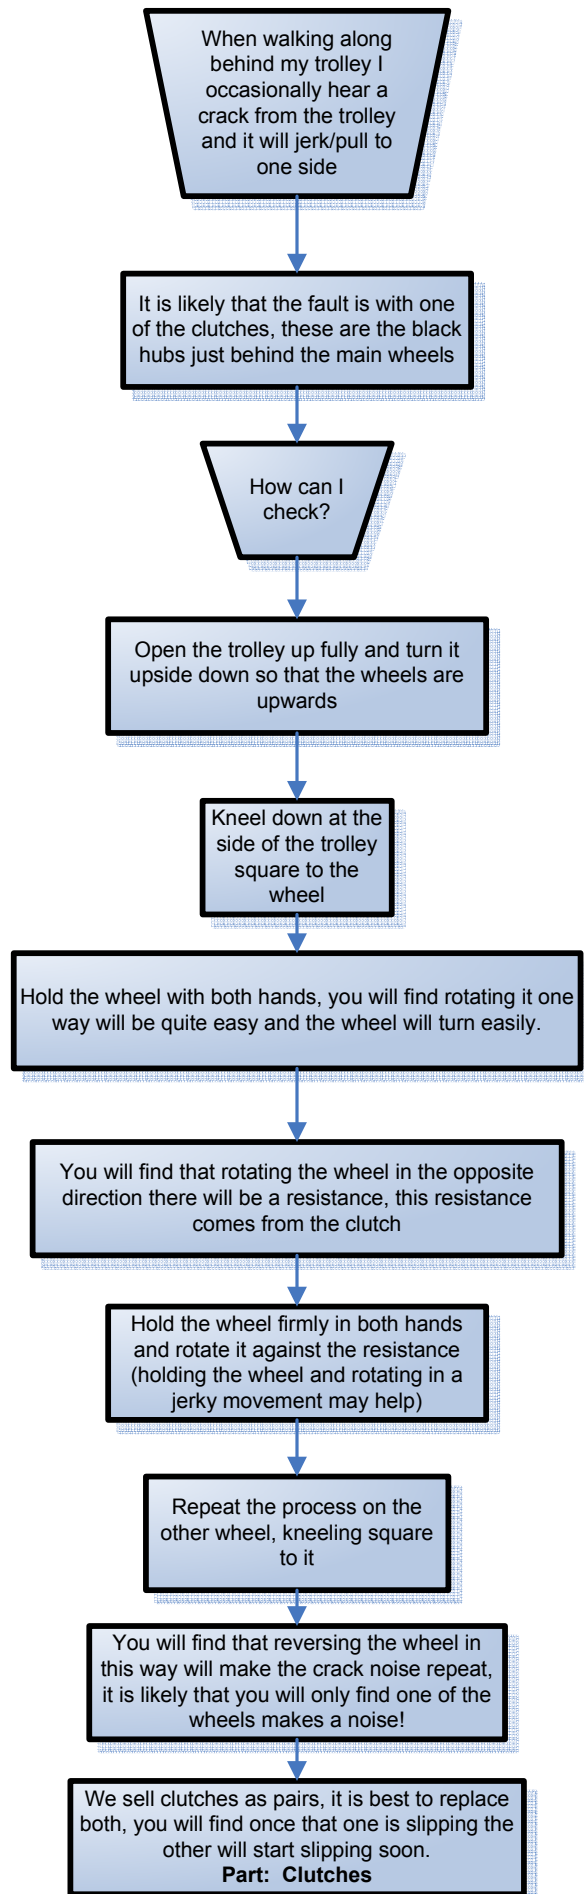 When walking along
behind my trolley I
occasionally hear a
crack from the trolley
and it will jerk/pull to
one side
It is likely that the fault is with one
of the clutches, these are the black
hubs just behind the main wheels
How can I
check?
Open the trolley up fully and turn it
upside down so that the wheels are
upwards
Kneel down at the
side of the trolley
square to the
wheel
Hold the wheel with both hands, you will find rotating it one
way will be quite easy and the wheel will turn easily.
You will find that rotating the wheel in the opposite
direction there will be a resistance, this resistance
comes from the clutch
Hold the wheel firmly in both hands
and rotate it against the resistance
(holding the wheel and rotating in a
jerky movement may help)
Repeat the process on the
other wheel, kneeling square
to it
You will find that reversing the wheel in
this way will make the crack noise repeat,
it is likely that you will only find one of the
wheels makes a noise!
We sell clutches as pairs, it is best to replace
both, you will find once that one is slipping the
other will start slipping soon.
Part: Clutches